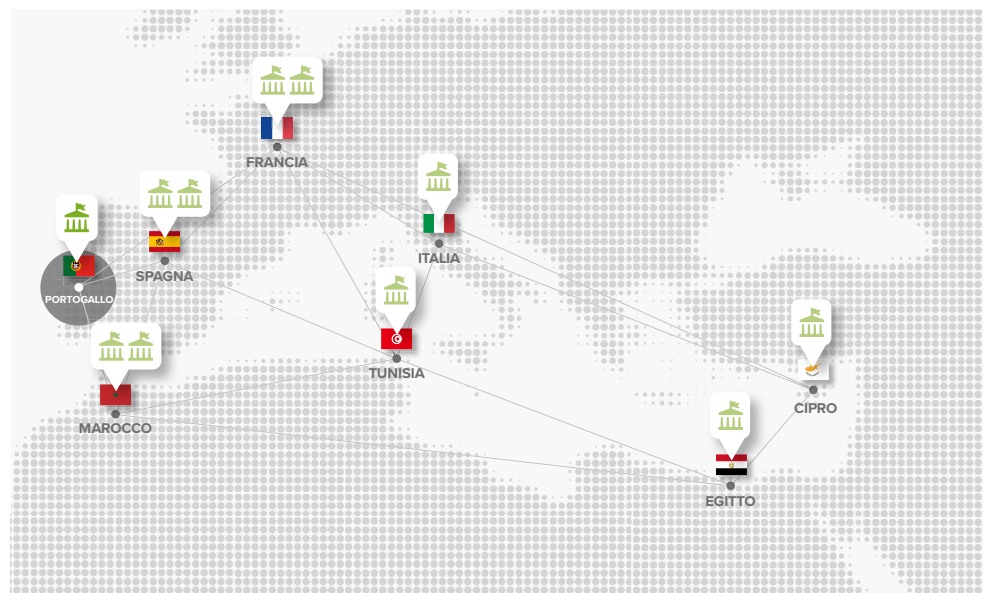 FRANCIA
ITALIA
SPAGNA
PORTOGALLO
TUNISIA
CIPRO
MAROCCO
EGITTO